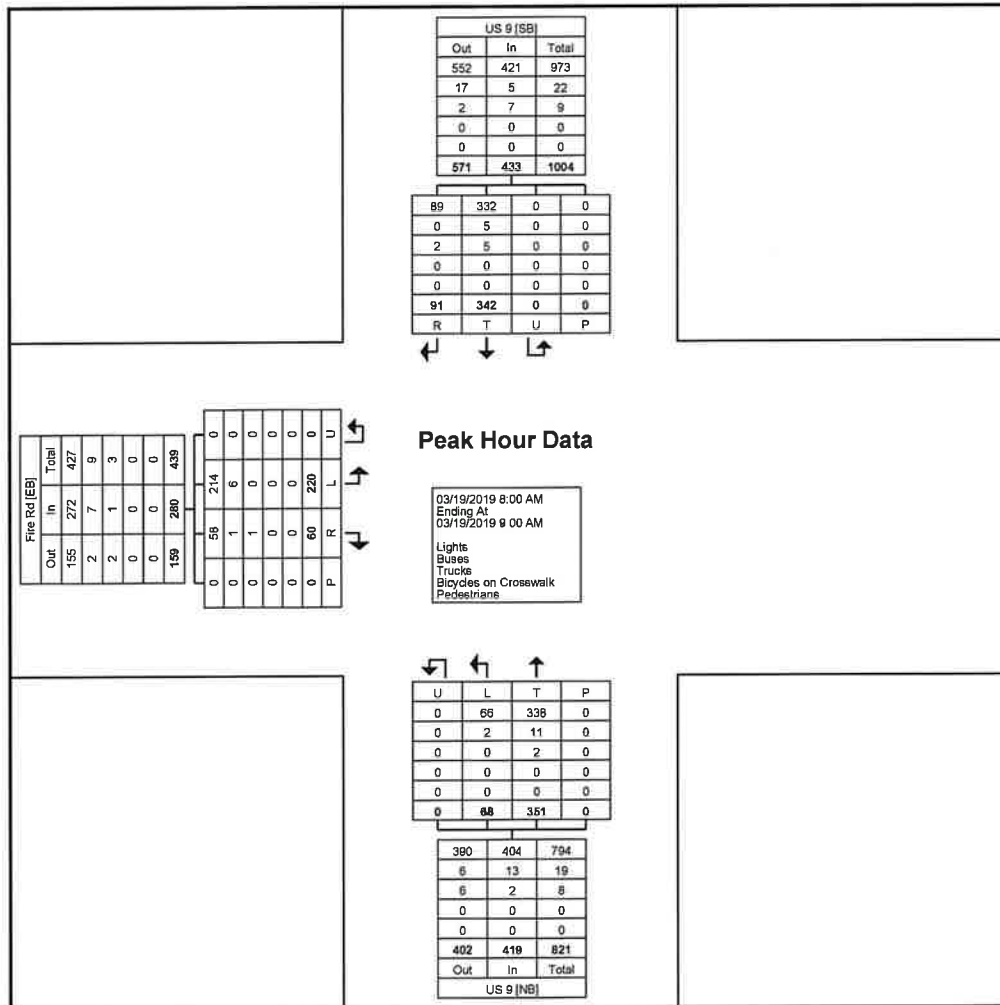 US 9 [SB]
Out In Total
552 421 973
17 5 22
2 7 9
0 0 0
0 0 0
571 433 1004
89 332 0 0
0 5 0 0
2 5 0 0
0 0 0 0
0 0 0 0
91 342 0 0
R T U P
Fire Rd [EB]
Out In Total
155 272 427
2 7 9
2 1 3
0 0 0
0 0 0
159 280 439
0 58 214 0
0 1 6 0
0 1 0 0
0 0 0 0
0 0 0 0
0 60 220 0
P R L U
Peak Hour Data
03/19/2019 8:00 AM
Ending At
03/19/2019 9 00 AM
Lights
Buses
Trucks
Bicycles on Crosswalk
Pedestrians
U L T P
0 66 338 0
0 2 11 0
0 0 2 0
0 0 0 0
0 0 0 0
0 68 351 0
390 404 794
6 13 19
6 2 8
0 0 0
0 0 0
402 419 821
Out In Total
US 9 [NB]